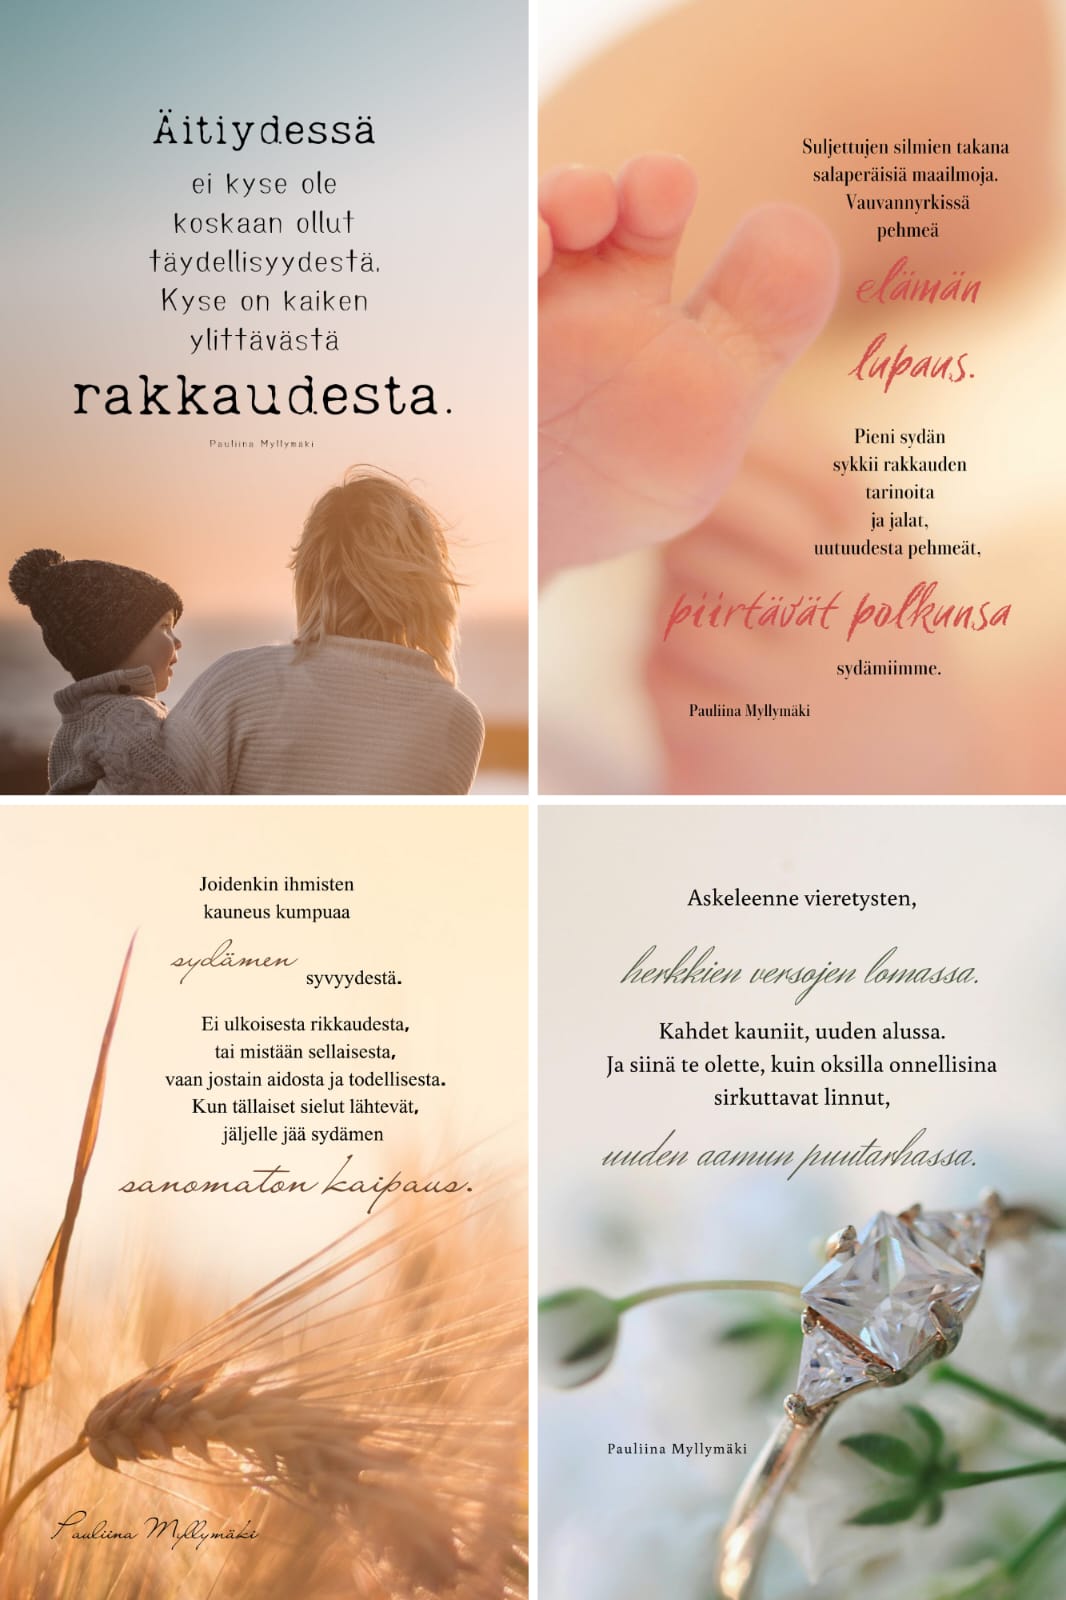 Äitiydessä
ei kyse ole
koskaan ollut
täydellisyydestä.
Kyse on kaiken
ylittävästä
rakkaudesta.
Pauliina Myllymäki
Suljettujen silmien takana
salaperäisiä maailmoja.
Vauvannyrkissä
pehmeä
elämän
lupaus.
Pieni sydän
sykkii rakkauden
tarinoita
ja jalat,
uutuudesta pehmeät,
piirtävät polkunsa
sydämiimme.
Pauliina Myllymäki
Joidenkin ihmisten
kauneus kumpuaa
sydämen syvyydestä.
Ei ulkoisesta rikkaudesta,
tai mistään sellaisesta,
vaan jostain aidosta ja todellisesta.
Kun tällaiset sielut lähtevät,
jäljelle jää sydämen
sanomaton kaipaus.
Pauliina Myllymäki
Askeleenne vieretysten,
herkkien versojen lomassa.
Kahdet kauniit, uuden alussa.
Ja siinä te olette, kuin oksilla onnellisina
sirkuttavat linnut,
uuden aamun puutarhassa.
Pauliina Myllymäki